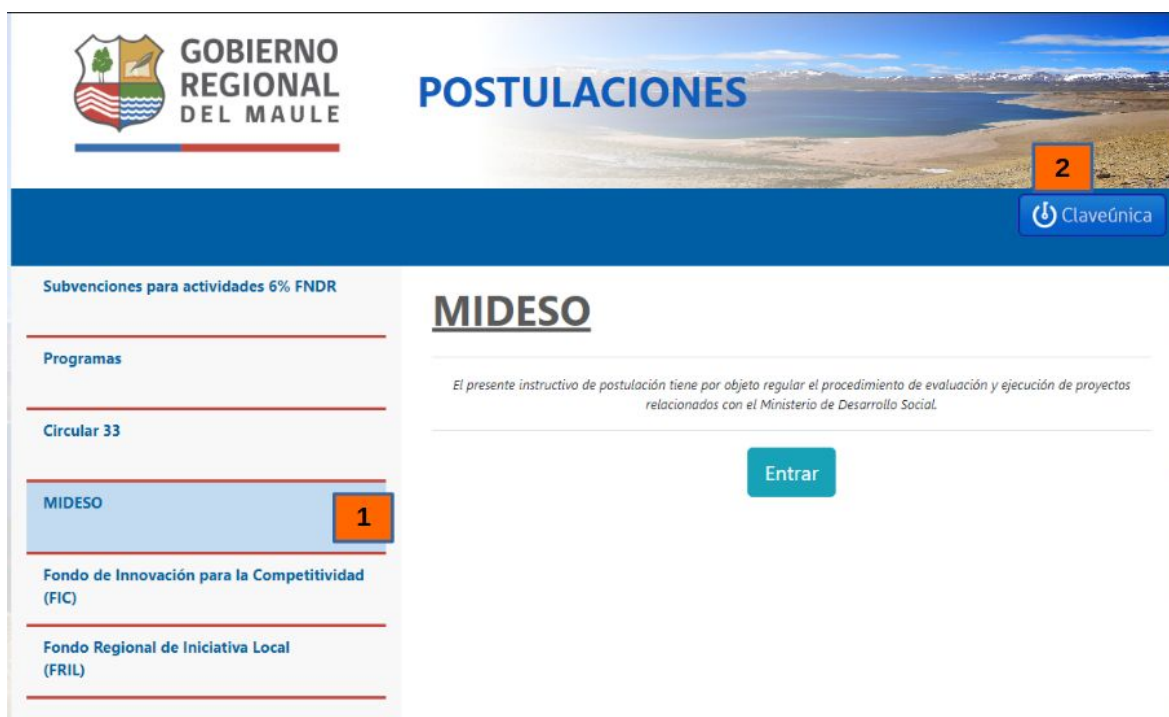 GOBIERNO
REGIONAL
DEL MAULE
POSTULACIONES
2
Claveúnica
Subvenciones para actividades 6% FNDR
Programas
Circular 33
MIDESO
1
Fondo de Innovación para la Competitividad
(FIC)
Fondo Regional de Iniciativa Local
(FRIL)
MIDESO
El presente instructivo de postulación tiene por objeto regular el procedimiento de evaluación y ejecución de proyectos
relacionados con el Ministerio de Desarrollo Social.
Entrar